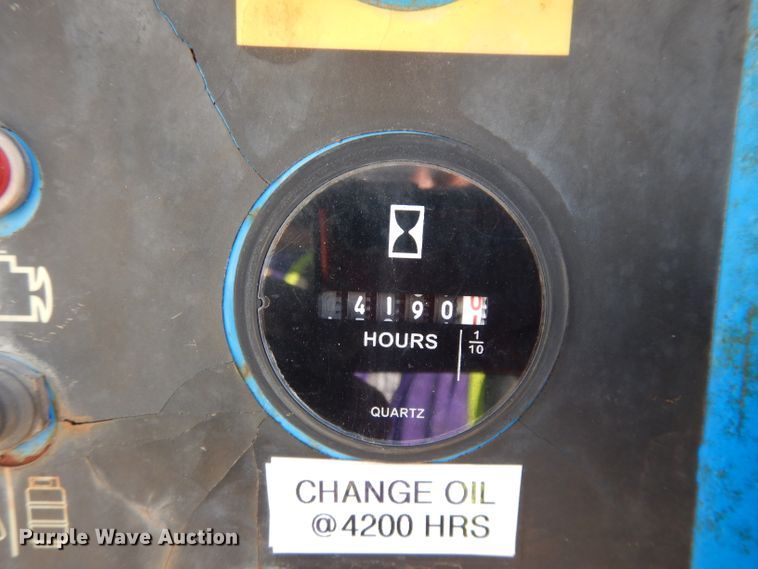 4190
HOURS
1/10
QUARTZ
CHANGE OIL
@4200 HRS
Purple Wave Auction